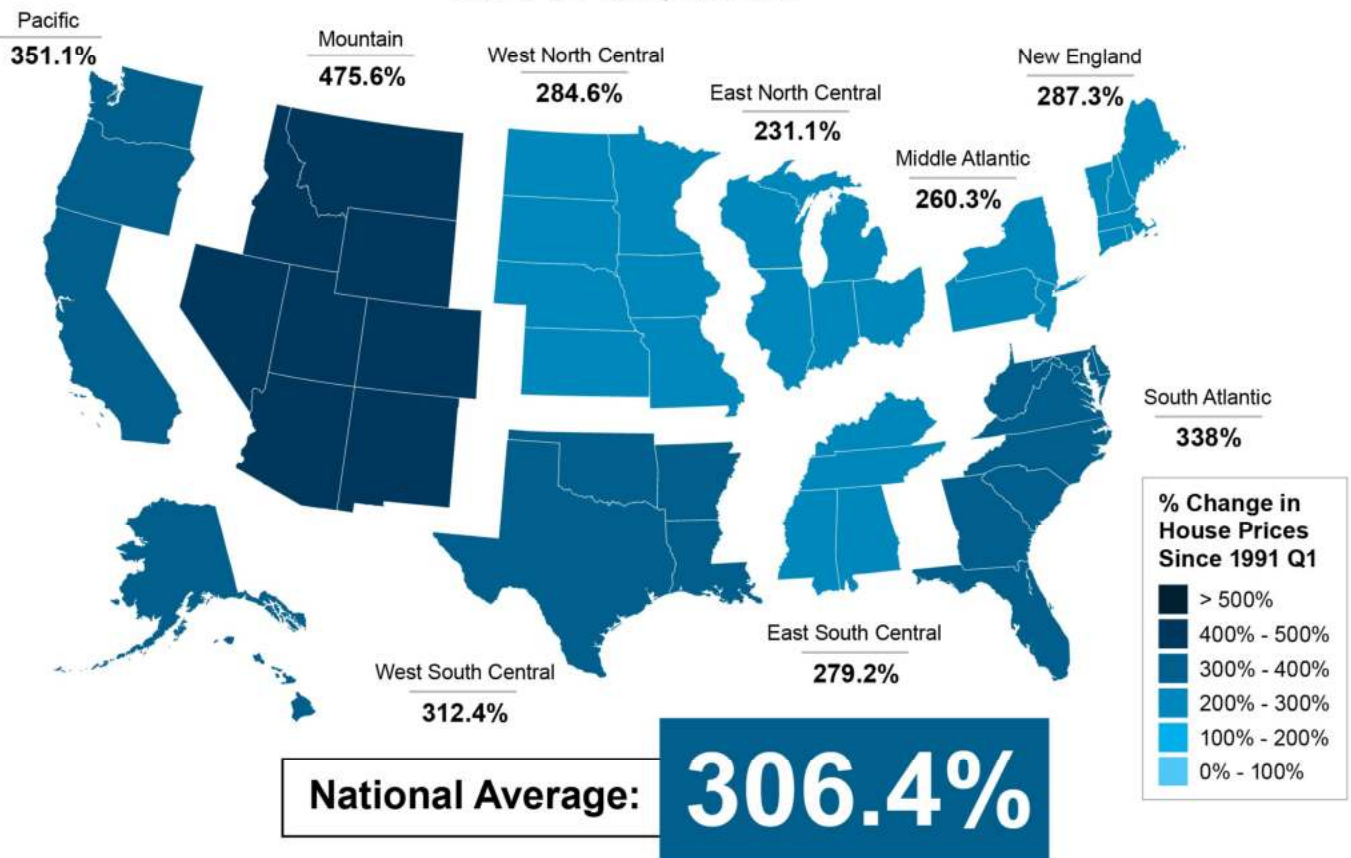 Pacific
351.1%
Mountain
475.6%
West North Central
284.6%
East North Central
231.1%
New England
287.3%
Middle Atlantic
260.3%
South Atlantic
338%
% Change in
House Prices
Since 1991 Q1
> 500%
400% - 500%
300% - 400%
200% - 300%
100% - 200%
0% - 100%
East South Central
279.2%
West South Central
312.4%
National Average:
306.4%